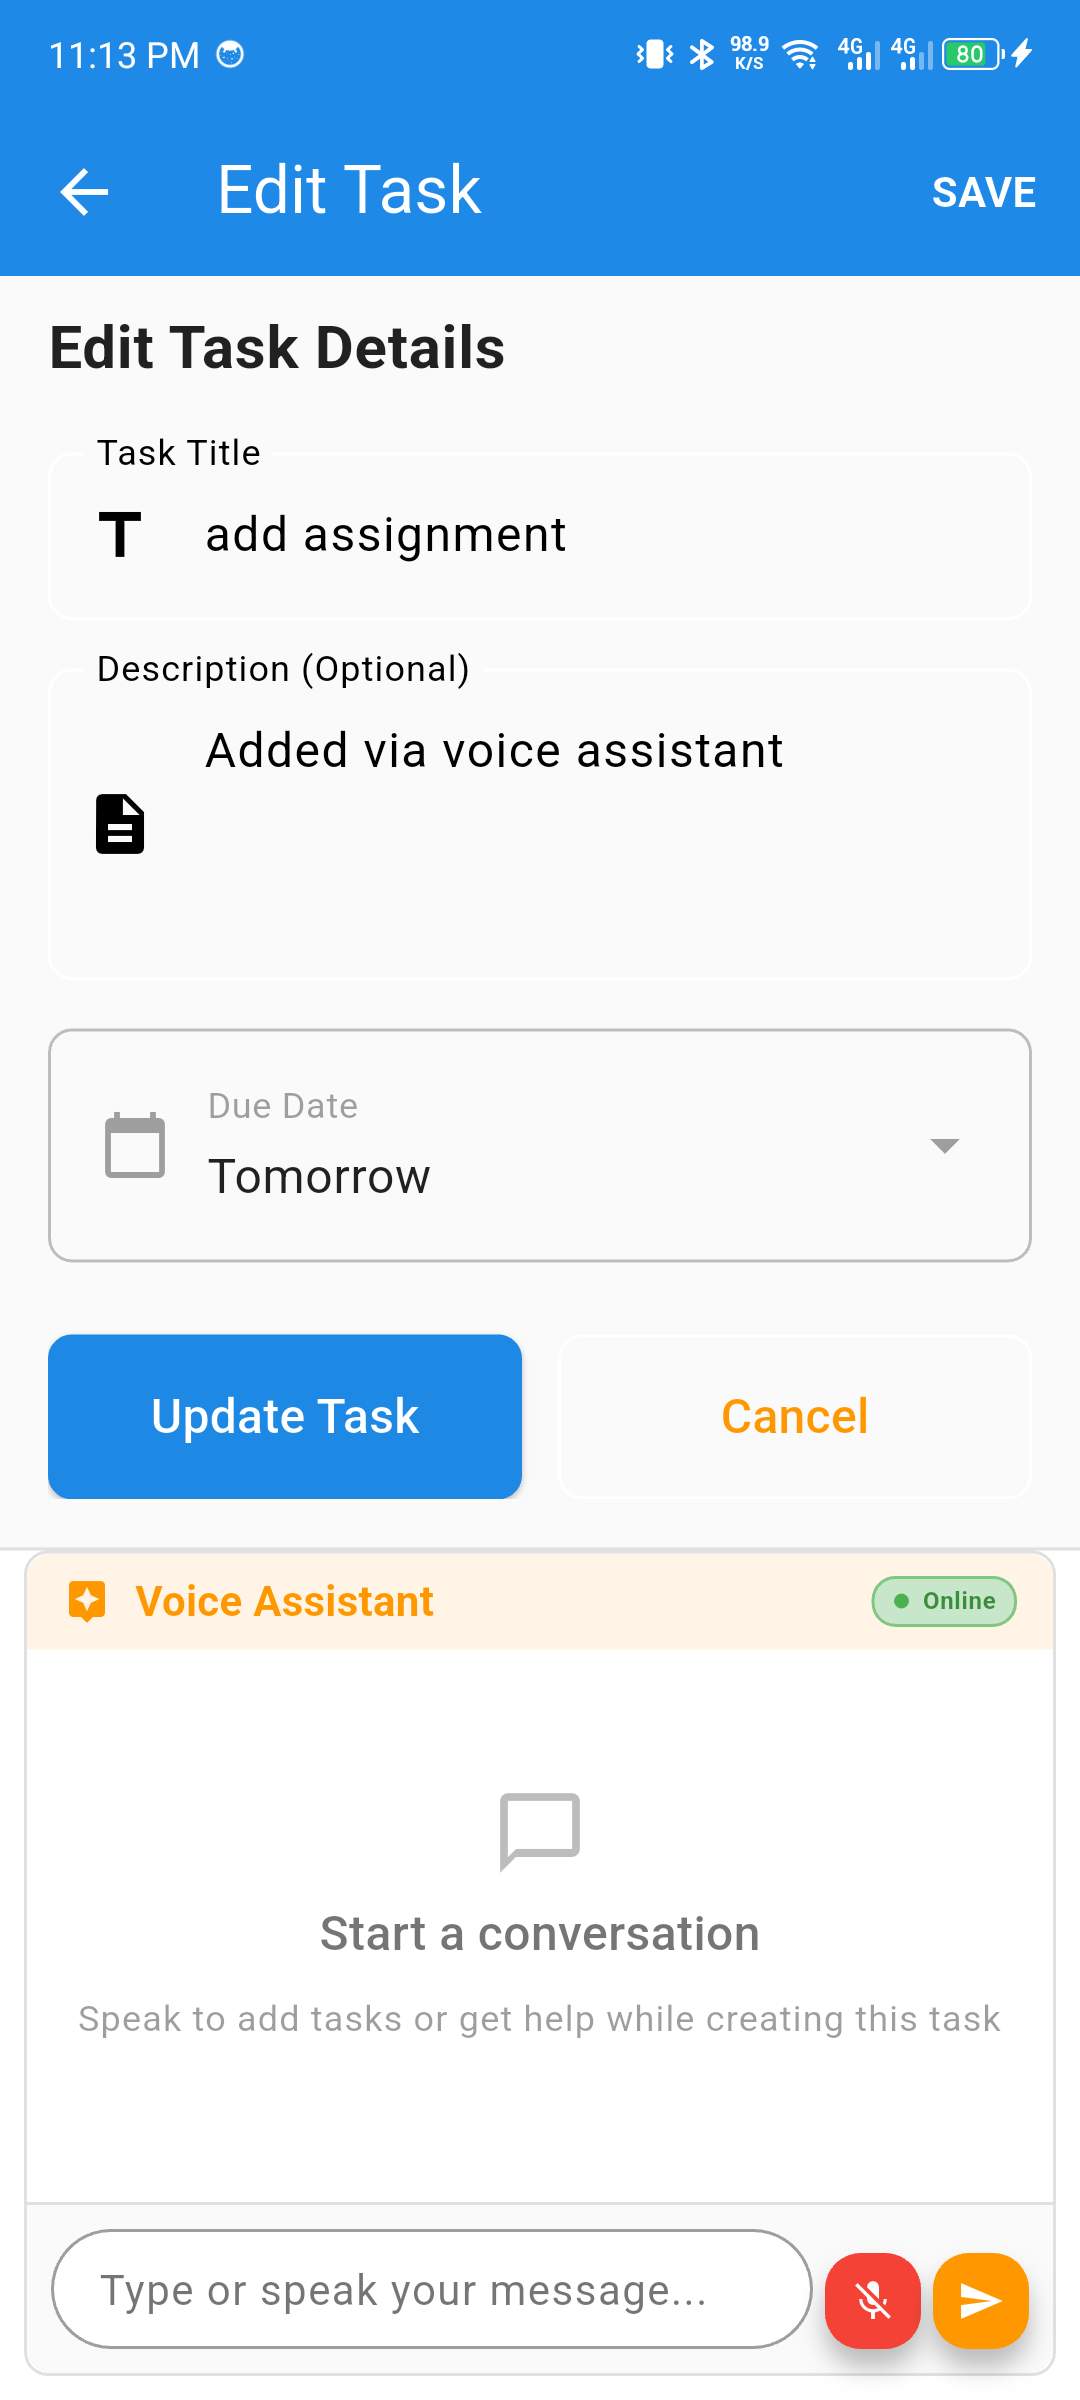 11:13 PM
98.9
K/S
4G
4G
80
Edit Task
SAVE
Edit Task Details
Task Title
add assignment
Description (Optional)
Added via voice assistant
Due Date
Tomorrow
Update Task
Cancel
Voice Assistant
Online
Start a conversation
Speak to add tasks or get help while creating this task
Type or speak your message...